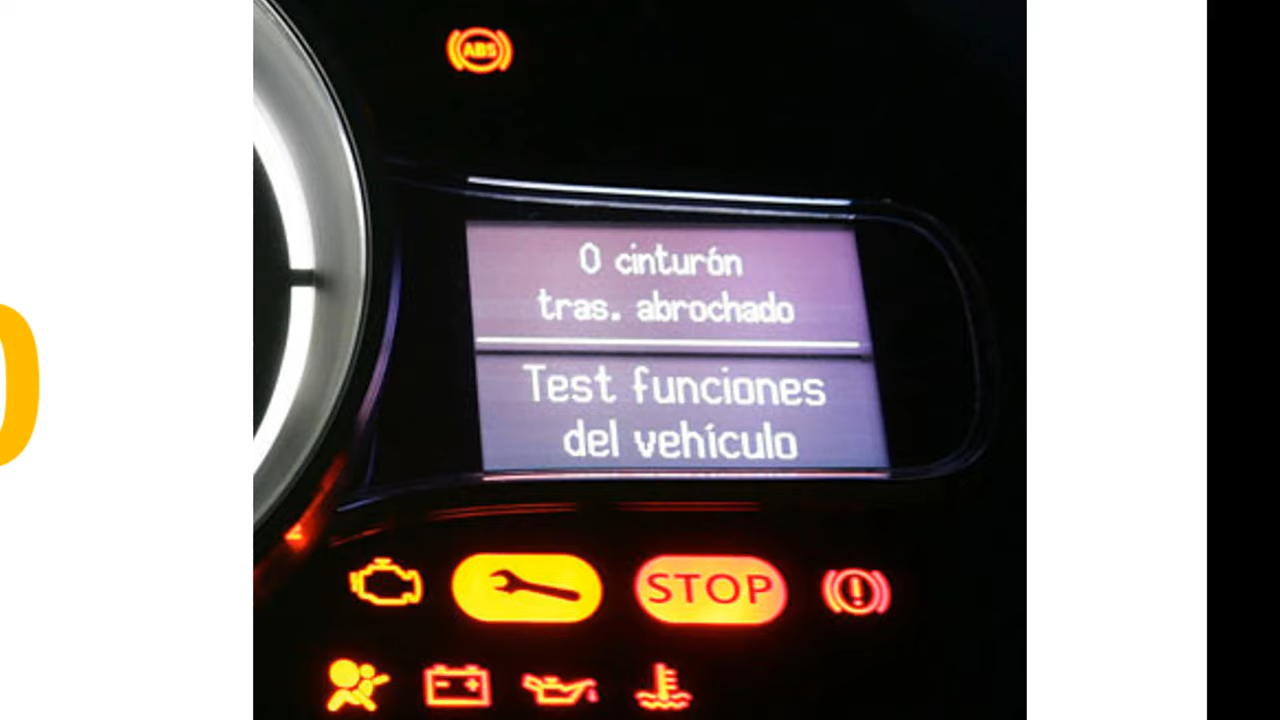 ABS
0 cinturón
tras. abrochado
Test funciones
del vehículo
STOP